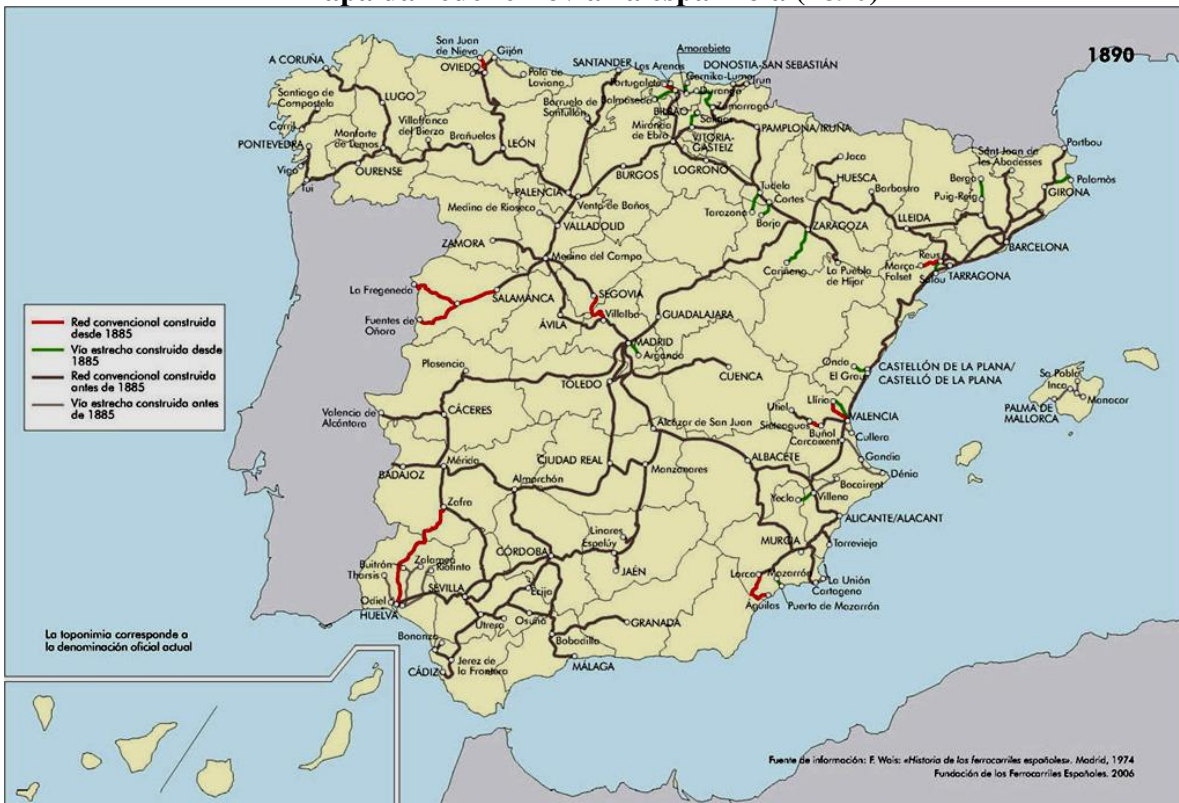 1890
San Juan
de Nieva
Gijón
A CORUÑA
OVIEDO
Pola de
Laviana
SANTANDER
Las Arenas
Amorebieta
DONOSTIA-SAN SEBASTIÁN
Portugalete
Gernika-Lumo
Irun
Balmaseda
Durango
Zumarraga
BILBAO
Santiago de
Compostela
LUGO
Barruelo de
Santullán
Miranda
de Ebro
VITORIA-
GASTEIZ
PAMPLONA/IRUÑA
Carril
Monforte
de Lemos
Villafranca
del Bierzo
Brañuelas
LEÓN
PONTEVEDRA
Vigo
Tui
OURENSE
BURGOS
LOGROÑO
Jaca
HUESCA
Barbastro
Sant Joan de
les Abadesses
Portbou
Berga
Puig-Reig
Palamós
GIRONA
PALENCIA
Venta de Baños
Medina de Rioseco
VALLADOLID
Tudela
Cortes
Tarazona
Borja
ZARAGOZA
LLEIDA
BARCELONA
ZAMORA
Medina del Campo
Cariñena
La Puebla
de Híjar
Reus
Marçà
Falset
Salou
TARRAGONA
La Fregeneda
SALAMANCA
SEGOVIA
Villalba
Fuentes de
Oñoro
ÁVILA
GUADALAJARA
MADRID
Arganda
Red convencional construida
desde 1885
Vía estrecha construida desde
1885
Red convencional construida
antes de 1885
Vía estrecha construida antes
de 1885
Plasencia
TOLEDO
CUENCA
Onda
El Grau
CASTELLÓN DE LA PLANA/
CASTELLÓ DE LA PLANA
Sa Pobla
Inca
Manacor
PALMA DE
MALLORCA
Valencia de
Alcántara
CÁCERES
Alcázar de San Juan
Utiel
Llíria
VALENCIA
Siete­aguas
Buñol
Carcaixent
Cullera
Gandia
Dénia
BADAJOZ
Mérida
CIUDAD REAL
Manzanares
ALBACETE
Almorchón
Bocairent
Yecla
Villena
ALICANTE/ALACANT
Zafra
Linares
Espelúy
MURCIA
Torrevieja
Buitrón
Zalamea
Tharsis
Riotinto
CÓRDOBA
JAÉN
Lorca
Mazarrón
La Unión
Cartagena
Odiel
HUELVA
SEVILLA
Écija
Águilas
Puerto de Mazarrón
Utrera
Osuna
GRANADA
Bonanza
Bobadilla
Jerez de
la Frontera
CÁDIZ
MÁLAGA
La toponimia corresponde a
la denominación oficial actual
Fuente de información: F. Wais: «Historia de los ferrocarriles españoles». Madrid, 1974
Fundación de los Ferrocarriles Españoles. 2006